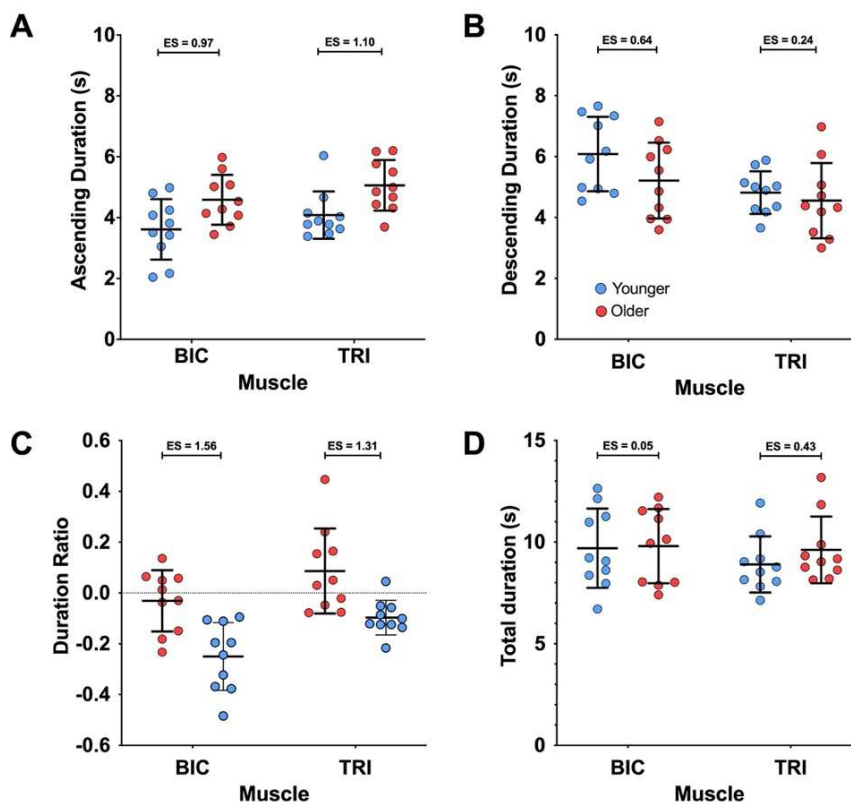 A
Ascending Duration (s)
10
8
6
4
2
0
ES = 0.97
ES = 1.10
BIC
TRI
Muscle
B
Descending Duration (s)
10
8
6
4
2
0
ES = 0.64
ES = 0.24
Younger
Older
BIC
TRI
Muscle
C
Duration Ratio
0.6
0.4
0.2
0.0
-0.2
-0.4
-0.6
ES = 1.56
ES = 1.31
BIC
TRI
Muscle
D
Total duration (s)
15
10
5
0
ES = 0.05
ES = 0.43
BIC
TRI
Muscle